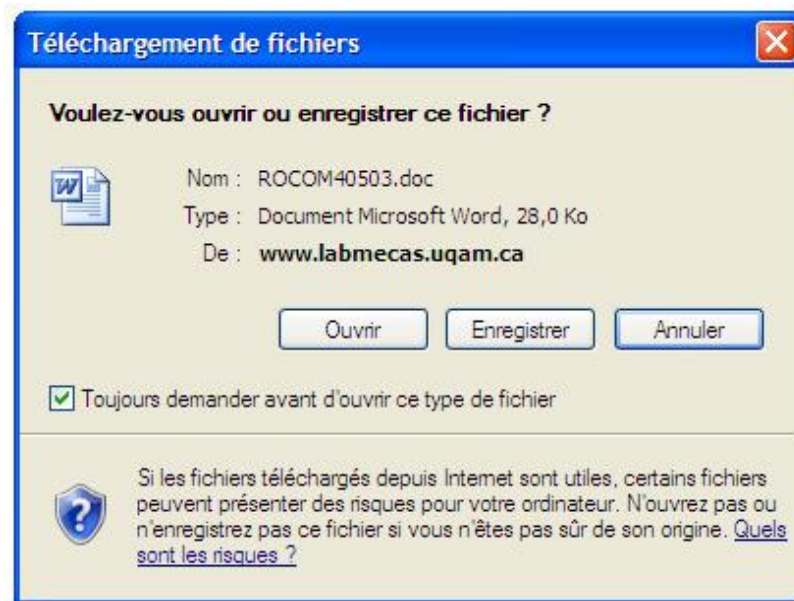 Téléchargement de fichiers
Voulez-vous ouvrir ou enregistrer ce fichier ?
W
Nom : ROCOM40503.doc
Type : Document Microsoft Word, 28,0 Ko
De : www.labmecas.uqam.ca
Ouvrir Enregistrer Annuler
Toujours demander avant d'ouvrir ce type de fichier
Si les fichiers téléchargés depuis Internet sont utiles, certains fichiers
peuvent présenter des risques pour votre ordinateur. N'ouvrez pas ou
n'enregistrez pas ce fichier si vous n'êtes pas sûr de son origine. Quels
sont les risques ?